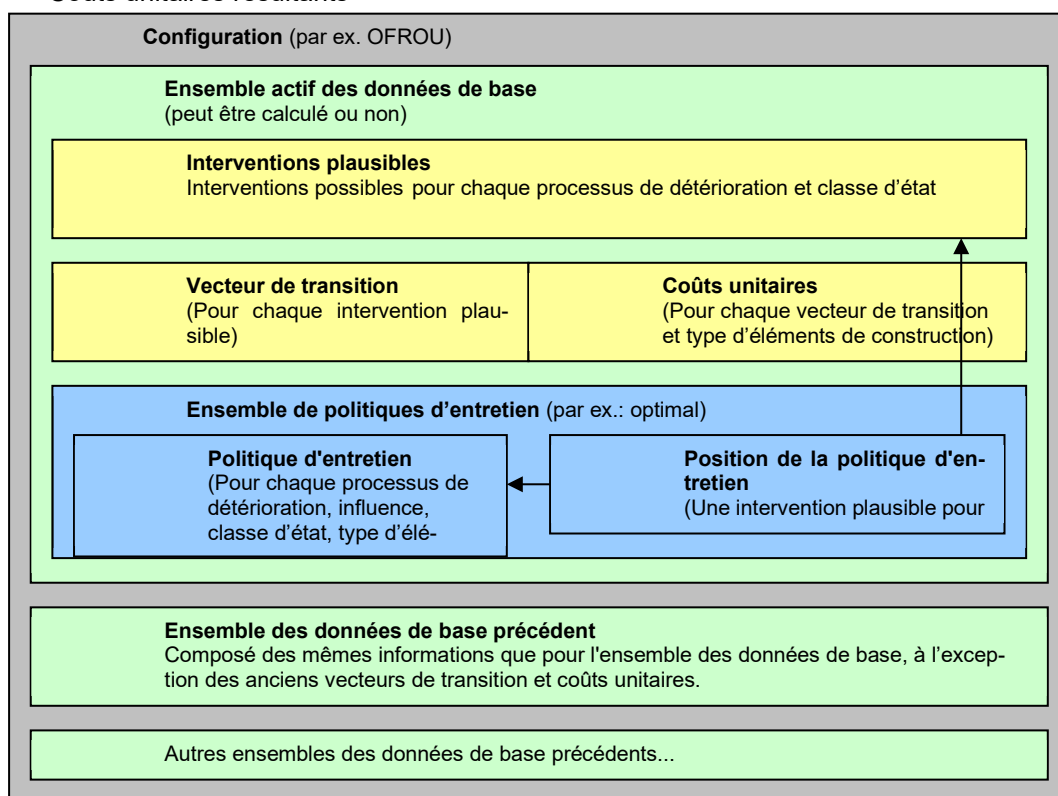 Coûts unitaires résultants
Configuration (par ex. OFROU)
Ensemble actif des données de base
(peut être calculé ou non)
Interventions plausibles
Interventions possibles pour chaque processus de détérioration et classe d'état
Vecteur de transition
(Pour chaque intervention plau-
sible)
Coûts unitaires
(Pour chaque vecteur de transition
et type d'éléments de construction)
Ensemble de politiques d'entretien (par ex.: optimal)
Politique d'entretien
(Pour chaque processus de
détérioration, influence,
classe d'état, type d'élé-
Position de la politique d'en-
tretien
(Une intervention plausible pour
Ensemble des données de base précédent
Composé des mêmes informations que pour l'ensemble des données de base, à l'excep-
tion des anciens vecteurs de transition et coûts unitaires.
Autres ensembles des données de base précédents...